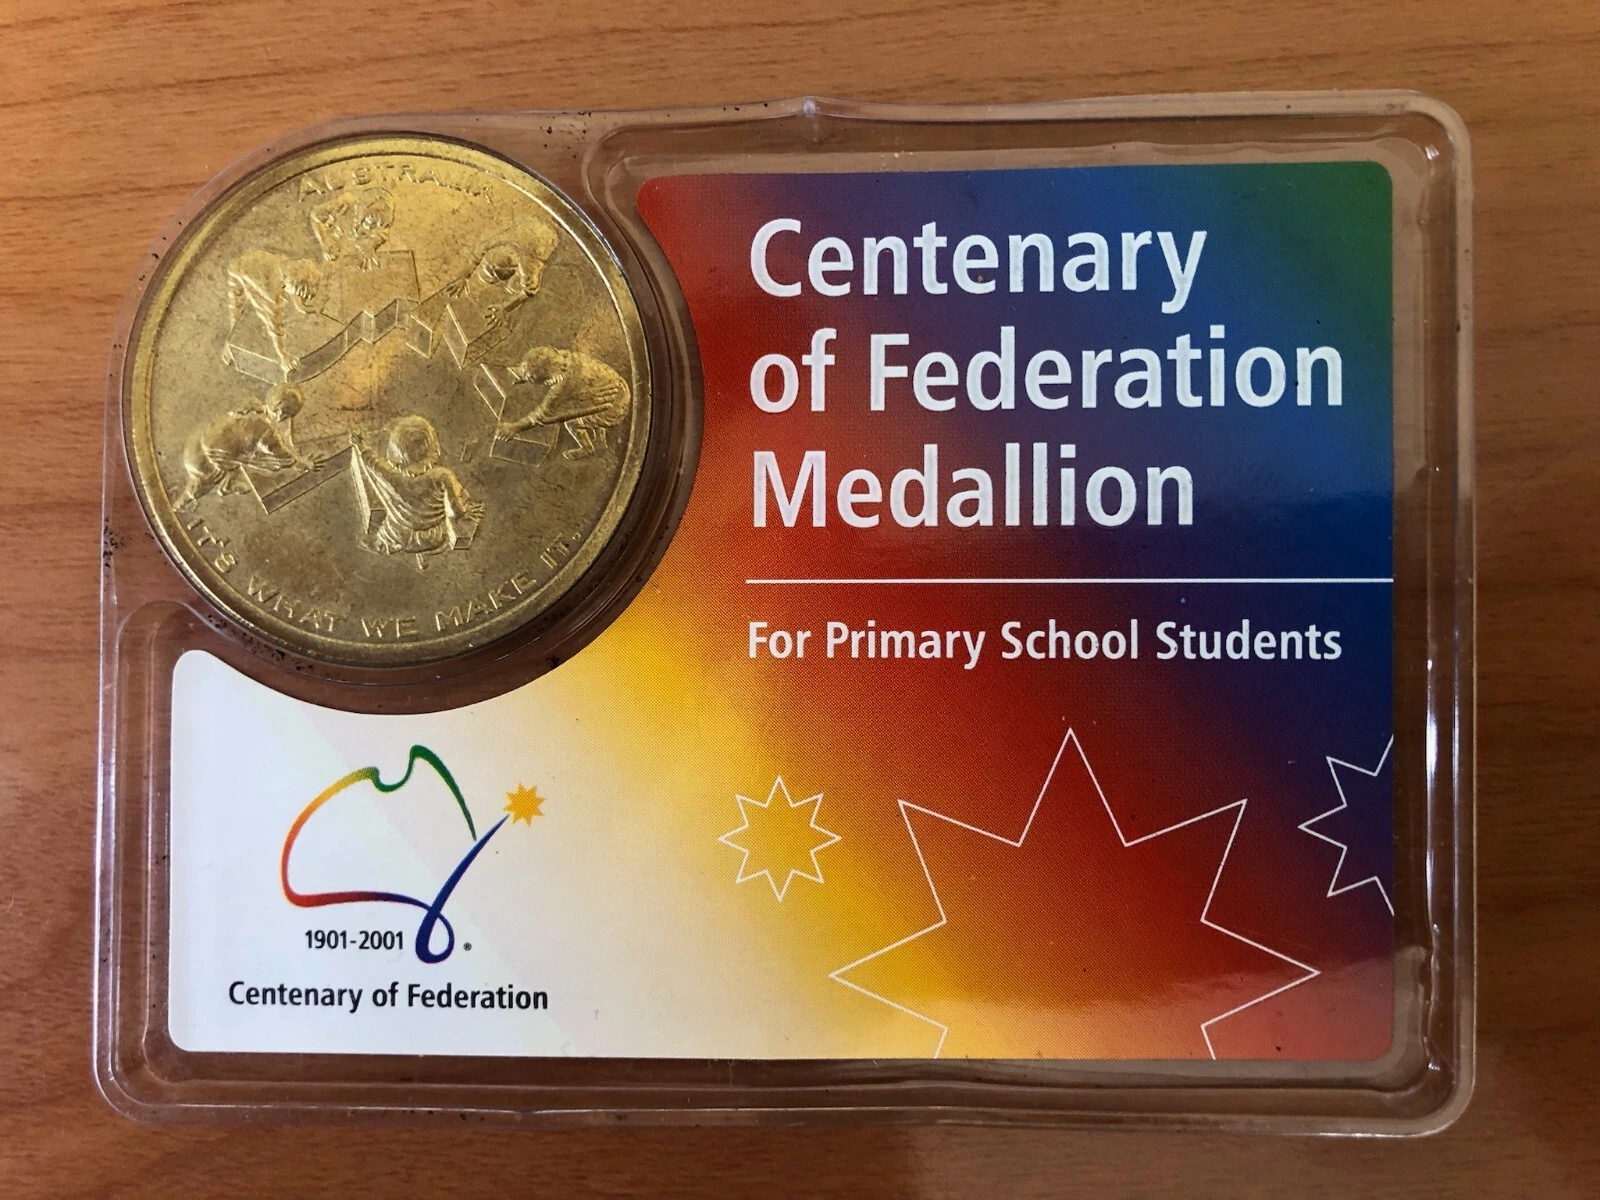 AUSTRALIA
IT'S WHAT WE MAKE IT.
Centenary
of Federation
Medallion
For Primary School Students
1901-2001 ®
Centenary of Federation